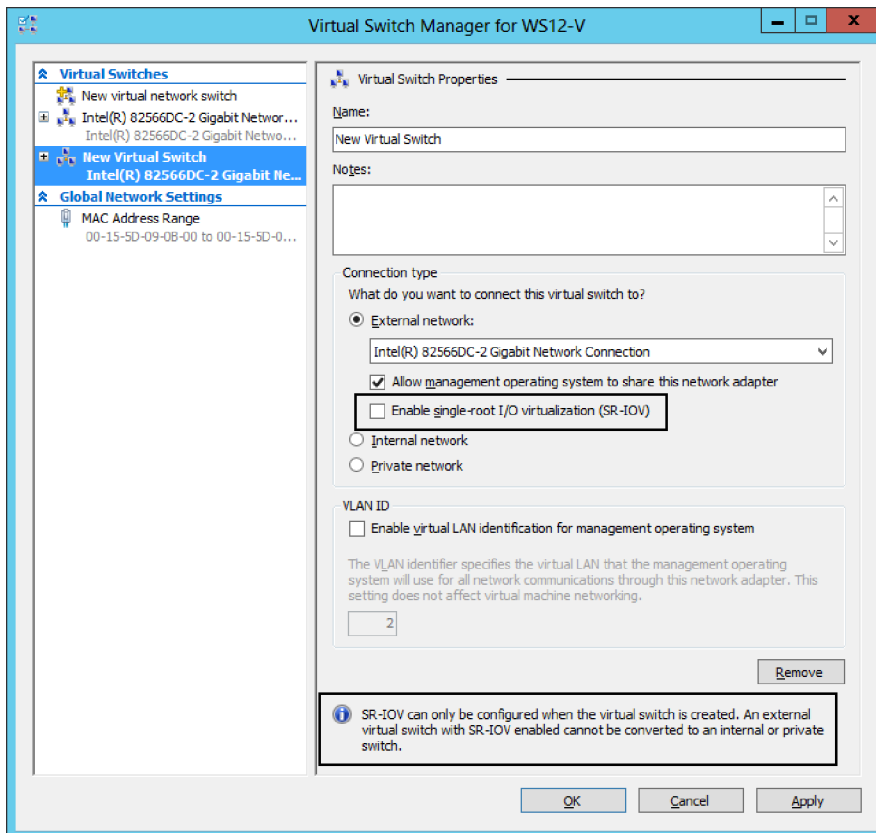 Virtual Switch Manager for WS12-V
Virtual Switches
New virtual network switch
Intel(R) 82566DC-2 Gigabit Networ...
Intel(R) 82566DC-2 Gigabit Netwo...
New Virtual Switch
Intel(R) 82566DC-2 Gigabit Ne...
Global Network Settings
MAC Address Range
00-15-5D-09-0B-00 to 00-15-5D-0...
Virtual Switch Properties
Name:
New Virtual Switch
Notes:
Connection type
What do you want to connect this virtual switch to?
External network:
Intel(R) 82566DC-2 Gigabit Network Connection
Allow management operating system to share this network adapter
Enable single-root I/O virtualization (SR-IOV)
Internal network
Private network
VLAN ID
Enable virtual LAN identification for management operating system
The VLAN identifier specifies the virtual LAN that the management operating
system will use for all network communications through this network adapter. This
setting does not affect virtual machine networking.
2
Remove
SR-IOV can only be configured when the virtual switch is created. An external
virtual switch with SR-IOV enabled cannot be converted to an internal or private
switch.
OK
Cancel
Apply